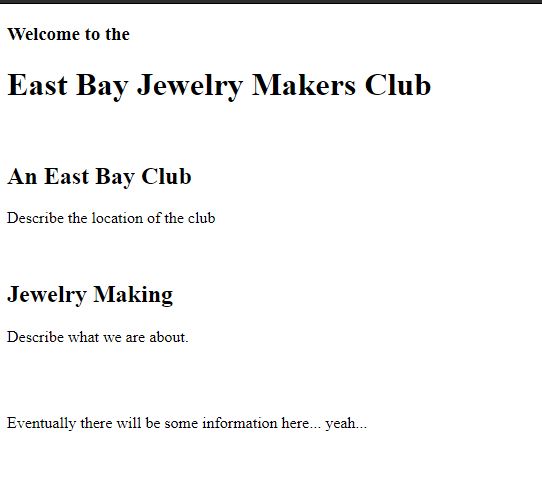 Welcome to the
East Bay Jewelry Makers Club
An East Bay Club
Describe the location of the club
Jewelry Making
Describe what we are about.
Eventually there will be some information here... yeah...